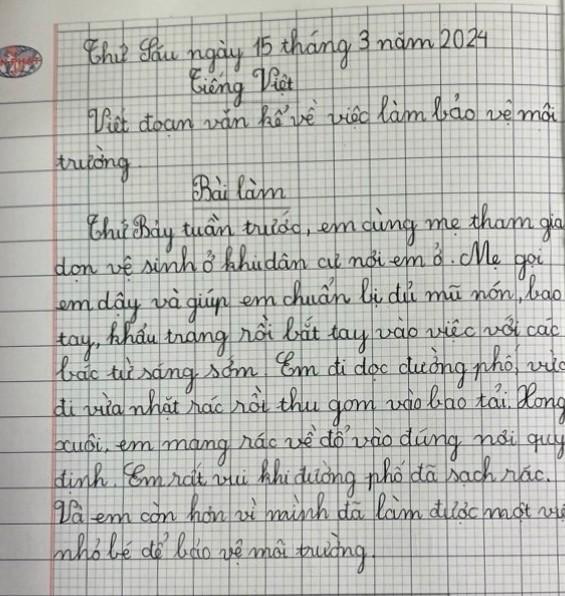 Thứ Sáu ngày 15 tháng 3 năm 2024
Tiếng Việt
Viết đoạn văn kể về việc làm bảo vệ môi
trường
Bài làm
Thứ Bảy tuần trước, em cùng mẹ tham gia
dọn vệ sinh ở khu dân cư nơi em ở. Mẹ gọi
em dậy và giúp em chuẩn bị đủ mũ nón, bao
tay, khẩu trang rồi bắt tay vào việc với các
bác từ sáng sớm. Em đi dọc đường phố, vừa
đi vừa nhặt rác rồi thu gom vào bao tải. Xong
xuôi, em mang rác về đổ vào đúng nơi quy
định. Em rất vui khi đường phố đã sạch rác.
Và em còn hơn vì mình đã làm được một
nhỏ bé để bảo vệ môi trường.